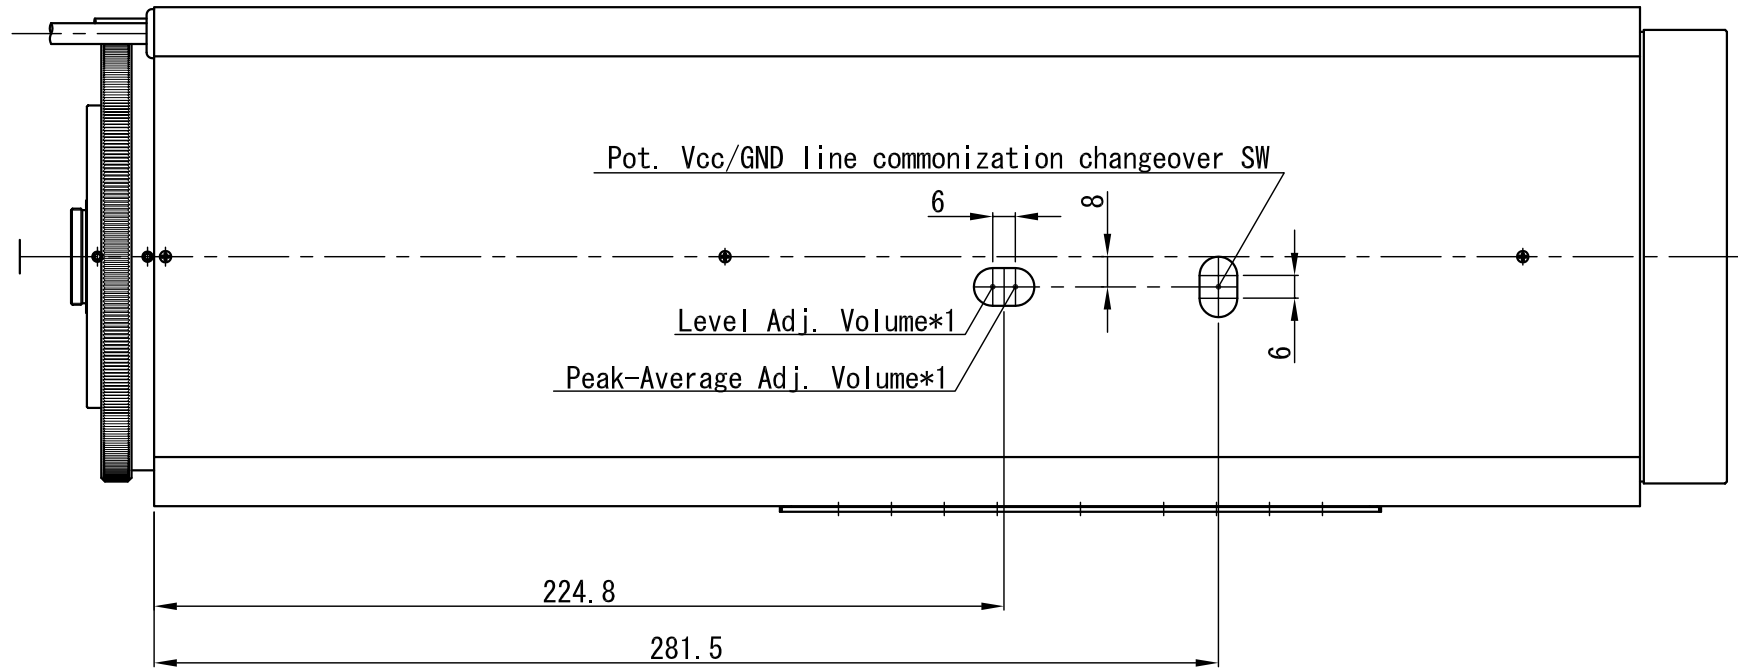 Pot. Vcc/GND line commonization changeover SW
6
8
Level Adj. Volume*1
6
Peak-Average Adj. Volume*1
224.8
281.5